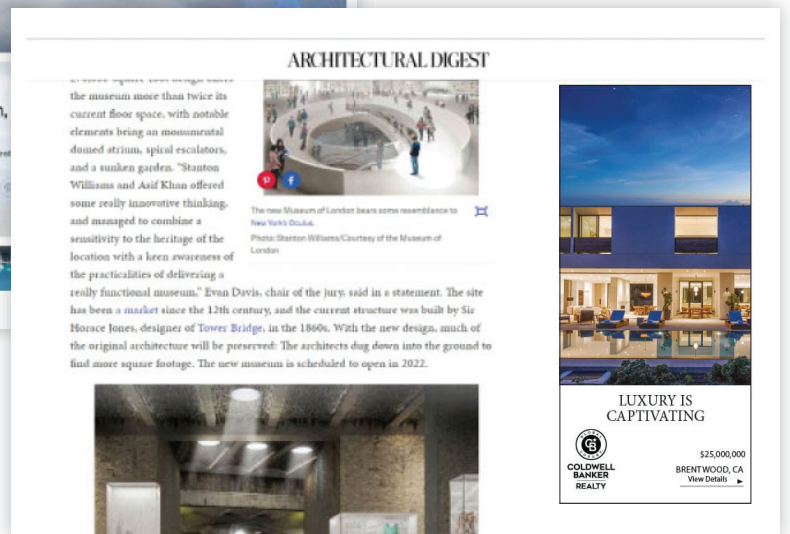 ARCHITECTURAL DIGEST
the museum more than twice its
current floor space, with notable
elements being an monumental
domed atrium, spiral escalators,
and a sunken garden. "Stanton
Williams and Asif Khan offered
some really innovative thinking,
and managed to combine a
sensitivity to the heritage of the
location with a keen awareness of
the practicalities of delivering a
really functional museum," Evan Davis, chair of the jury, said in a statement. The site
has been a market since the 12th century, and the current structure was built by Sir
Horace Jones, designer of Tower Bridge, in the 1860s. With the new design, much of
the original architecture will be preserved: The architects dug down into the ground to
find more square footage. The new museum is scheduled to open in 2022.
The new Museum of London bears some resemblance to
New York's Oculus.
Photo: Stanton Williams/Courtesy of the Museum of
London
LUXURY IS
CAPTIVATING
GLOBAL
LUXURY
CB
COLDWELL
BANKER
REALTY
$25,000,000
BRENTWOOD, CA
View Details